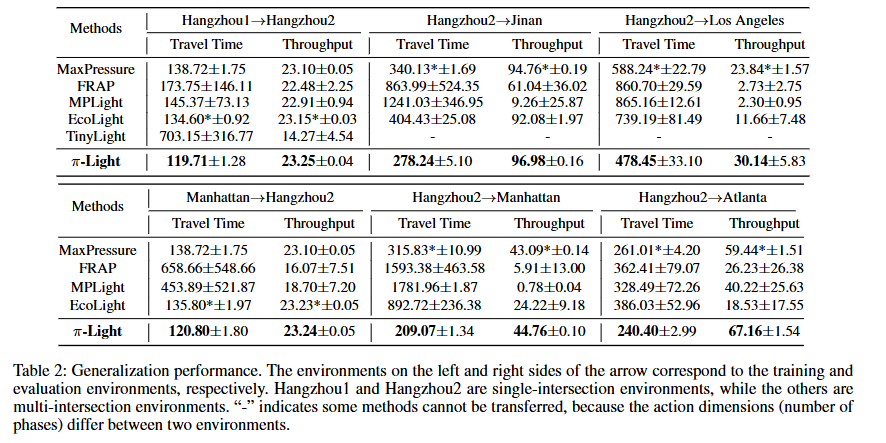 Methods Hangzhou1→Hangzhou2 Hangzhou2→Jinan Hangzhou2→Los Angeles
Travel Time Throughput Travel Time Throughput Travel Time Throughput
MaxPressure 138.72±1.75 23.10±0.05 340.13*±1.69 94.76*±0.19 588.24*±22.79 23.84*±1.57
FRAP 173.75±146.11 22.48±2.25 863.99±524.35 61.04±36.02 860.70±29.59 2.73±2.75
MPLight 145.37±73.13 22.91±0.94 1241.03±346.95 9.26±25.87 865.16±12.61 2.30±0.95
EcoLight 134.60*±0.92 23.15*±0.03 404.43±25.08 92.08±1.97 739.19±81.49 11.66±7.48
TinyLight 703.15±316.77 14.27±4.54 - - - -
π-Light 119.71±1.28 23.25±0.04 278.24±5.10 96.98±0.16 478.45±33.10 30.14±5.83
Methods Manhattan→Hangzhou2 Hangzhou2→Manhattan Hangzhou2→Atlanta
Travel Time Throughput Travel Time Throughput Travel Time Throughput
MaxPressure 138.72±1.75 23.10±0.05 315.83*±10.99 43.09*±0.14 261.01*±4.20 59.44*±1.51
FRAP 658.66±548.66 16.07±7.51 1593.38±463.58 5.91±13.00 362.41±79.07 26.23±26.38
MPLight 453.89±521.87 18.70±7.20 1781.96±1.87 0.78±0.04 328.49±72.26 40.22±25.63
EcoLight 135.80*±1.97 23.23*±0.05 892.72±236.38 24.22±9.18 386.03±52.96 18.53±17.55
π-Light 120.80±1.80 23.24±0.05 209.07±1.34 44.76±0.10 240.40±2.99 67.16±1.54
Table 2: Generalization performance. The environments on the left and right sides of the arrow correspond to the training and
evaluation environments, respectively. Hangzhou1 and Hangzhou2 are single-intersection environments, while the others are
multi-intersection environments. “-” indicates some methods cannot be transferred, because the action dimensions (number of
phases) differ between two environments.